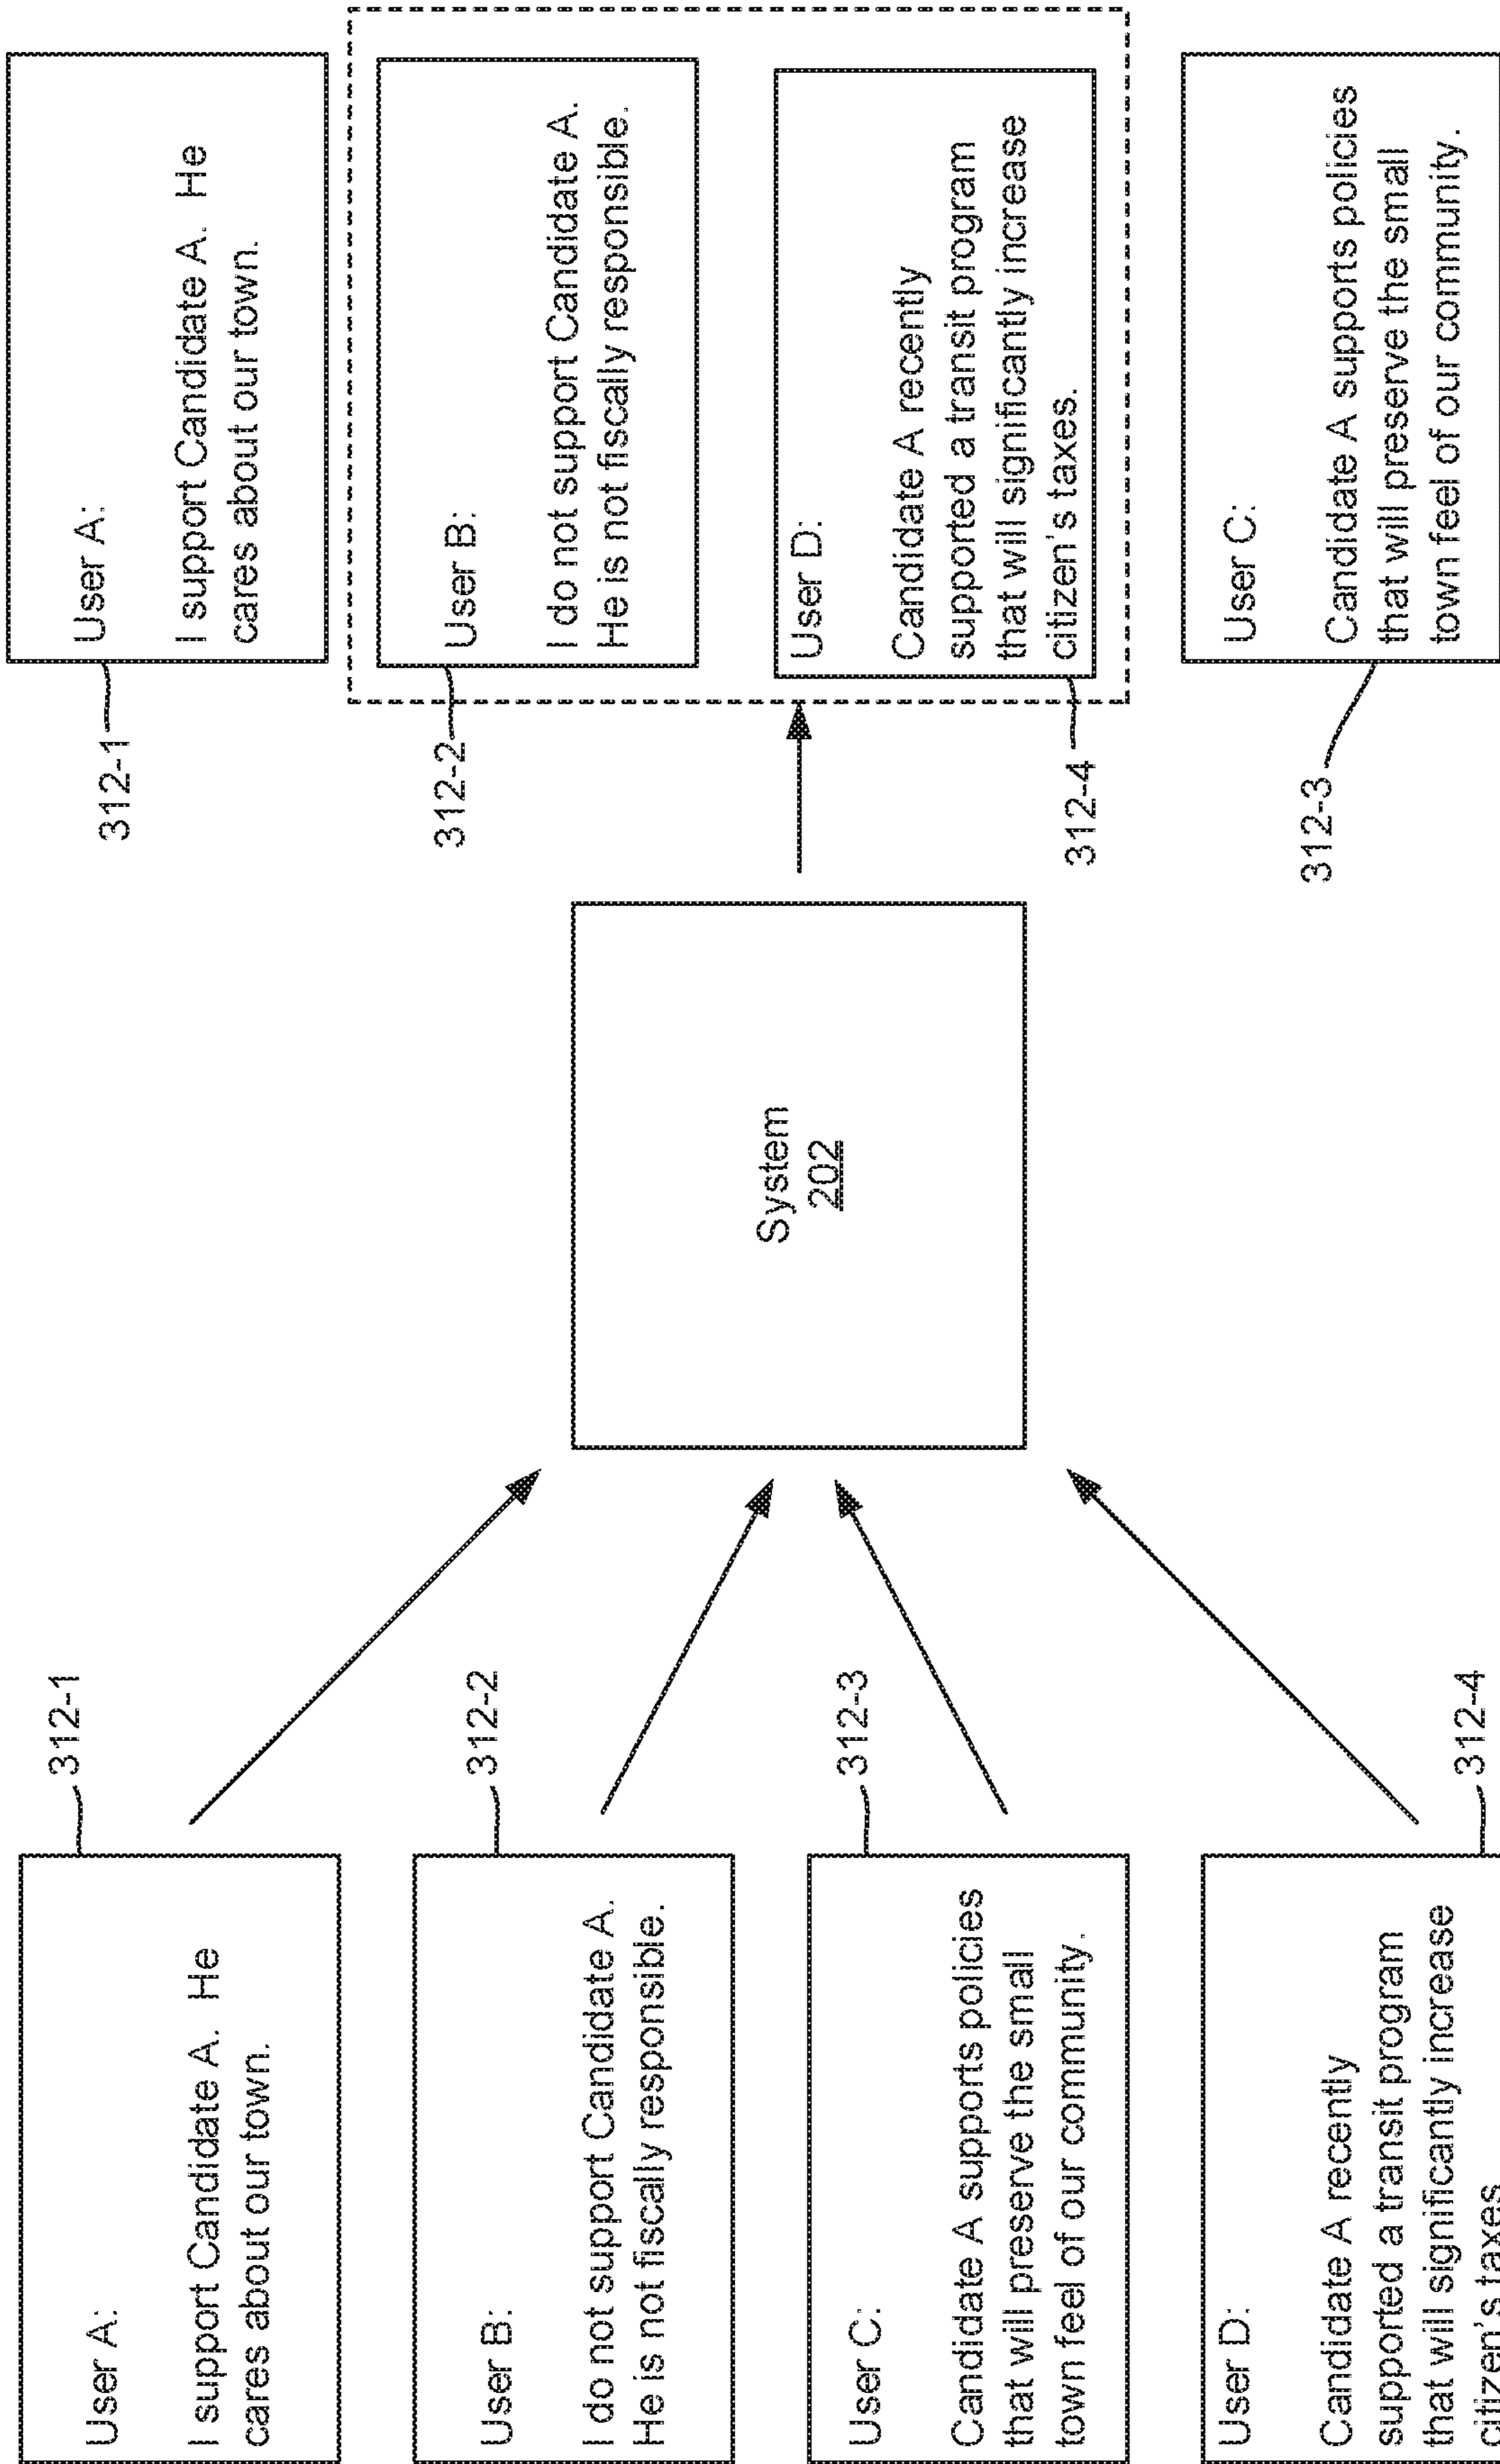 User A:
I support Candidate A.  He
cares about our town.
312-1
User B:
I do not support Candidate A.
He is not fiscally responsible.
312-2
User C:
Candidate A supports policies
that will preserve the small
town feel of our community.
312-3
User D:
Candidate A recently
supported a transit program
that will significantly increase
citizen's taxes.
312-4
System
202
312-1
User A:
I support Candidate A.  He
cares about our town.
312-2
User B:
I do not support Candidate A.
He is not fiscally responsible.
User D:
Candidate A recently
supported a transit program
that will significantly increase
citizen's taxes.
312-4
312-3
User C:
Candidate A supports policies
that will preserve the small
town feel of our community.